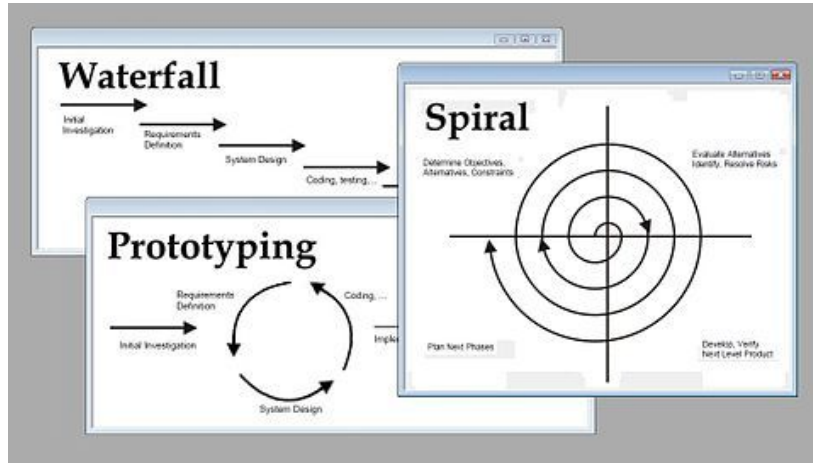 Waterfall
Initial
Investigation
Requirements
Definition
System Design
Coding, testing,...
Prototyping
Requirements
Definition
Coding, ...
Initial Investigation
System Design
Spiral
Determine Objectives,
Alternatives, Constraints
Evaluate Alternatives
Identify, Resolve Risks
Plan Next Phases
Develop, Verify
Next Level Product